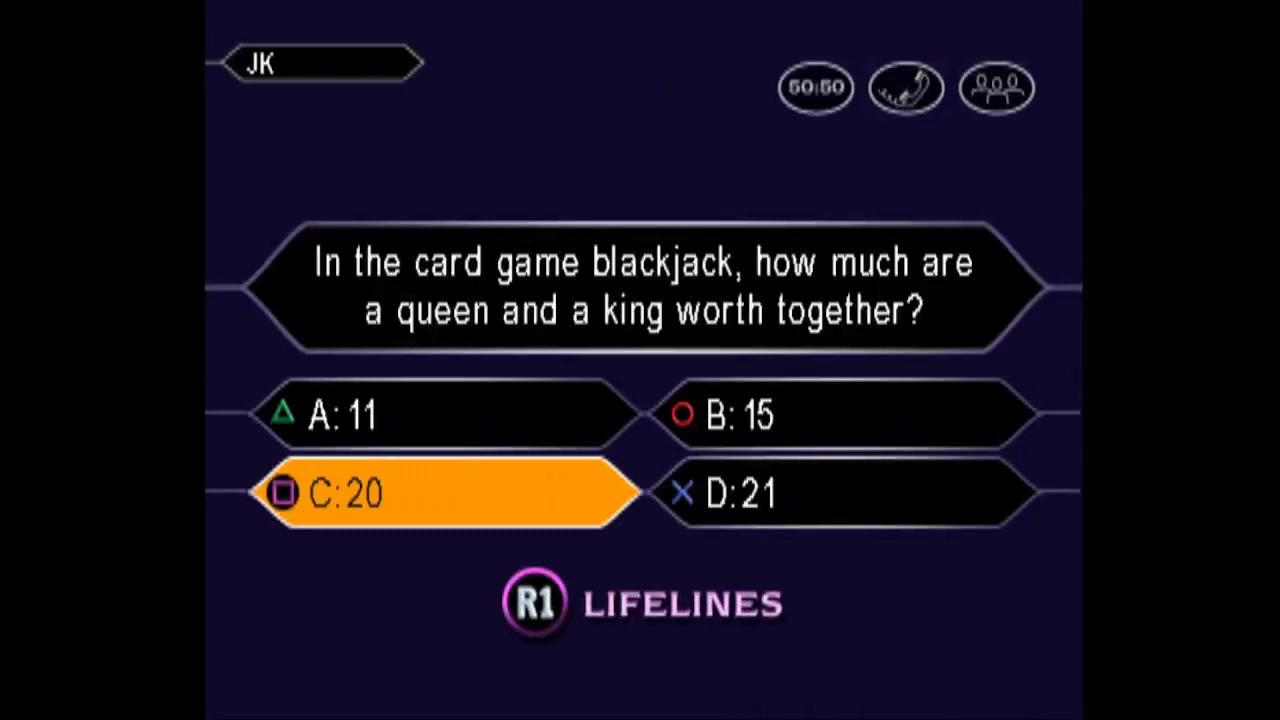 JK
50:50
In the card game blackjack, how much are
a queen and a king worth together?
A: 11
B: 15
C: 20
D: 21
R1 LIFELINES